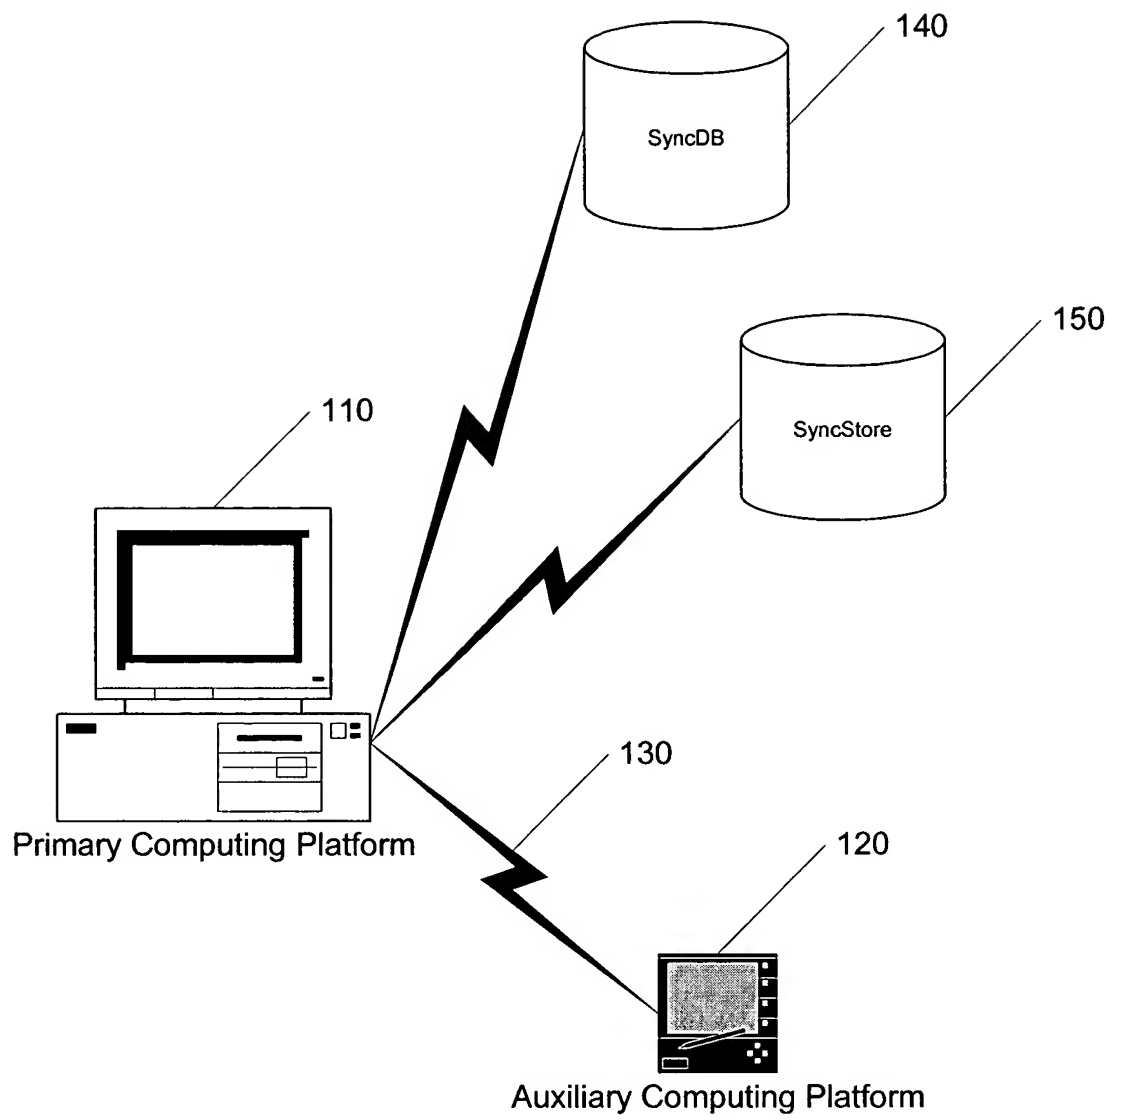 140
SyncDB
150
SyncStore
110
Primary Computing Platform
130
120
Auxiliary Computing Platform